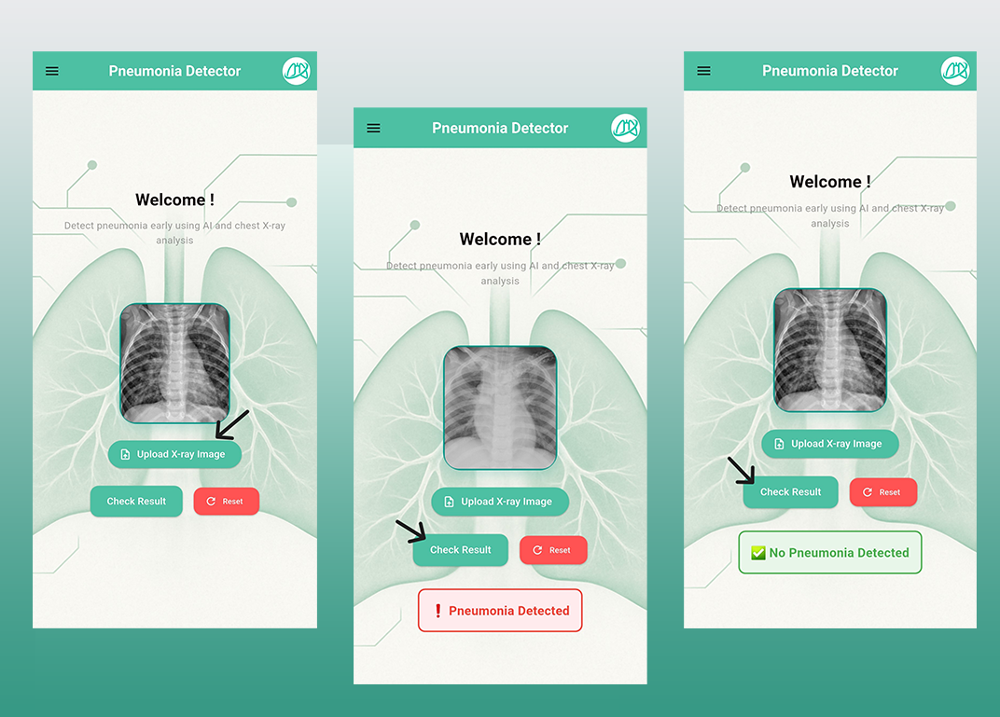 Pneumonia Detector
Welcome !
Detect pneumonia early using AI and chest X-ray
analysis
Upload X-ray Image
Check Result
Reset
Pneumonia Detector
Welcome !
Detect pneumonia early using AI and chest X-ray
analysis
Upload X-ray Image
Check Result
Reset
❗ Pneumonia Detected
Pneumonia Detector
Welcome !
Detect pneumonia early using AI and chest X-ray
analysis
Upload X-ray Image
Check Result
Reset
✅ No Pneumonia Detected